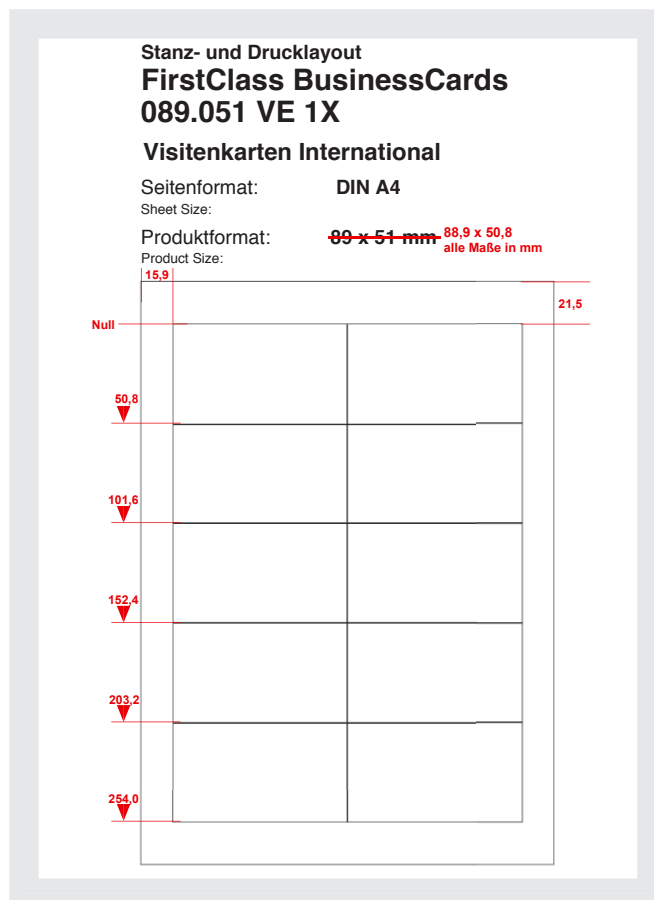 Stanz- und Drucklayout
FirstClass BusinessCards
089.051 VE 1X
Visitenkarten International
Seitenformat: DIN A4
Sheet Size:
Produktformat: 89 x 51 mm 88,9 x 50,8
alle Maße in mm
Product Size:
15,9
21,5
Null
50,8
101,6
152,4
203,2
254,0